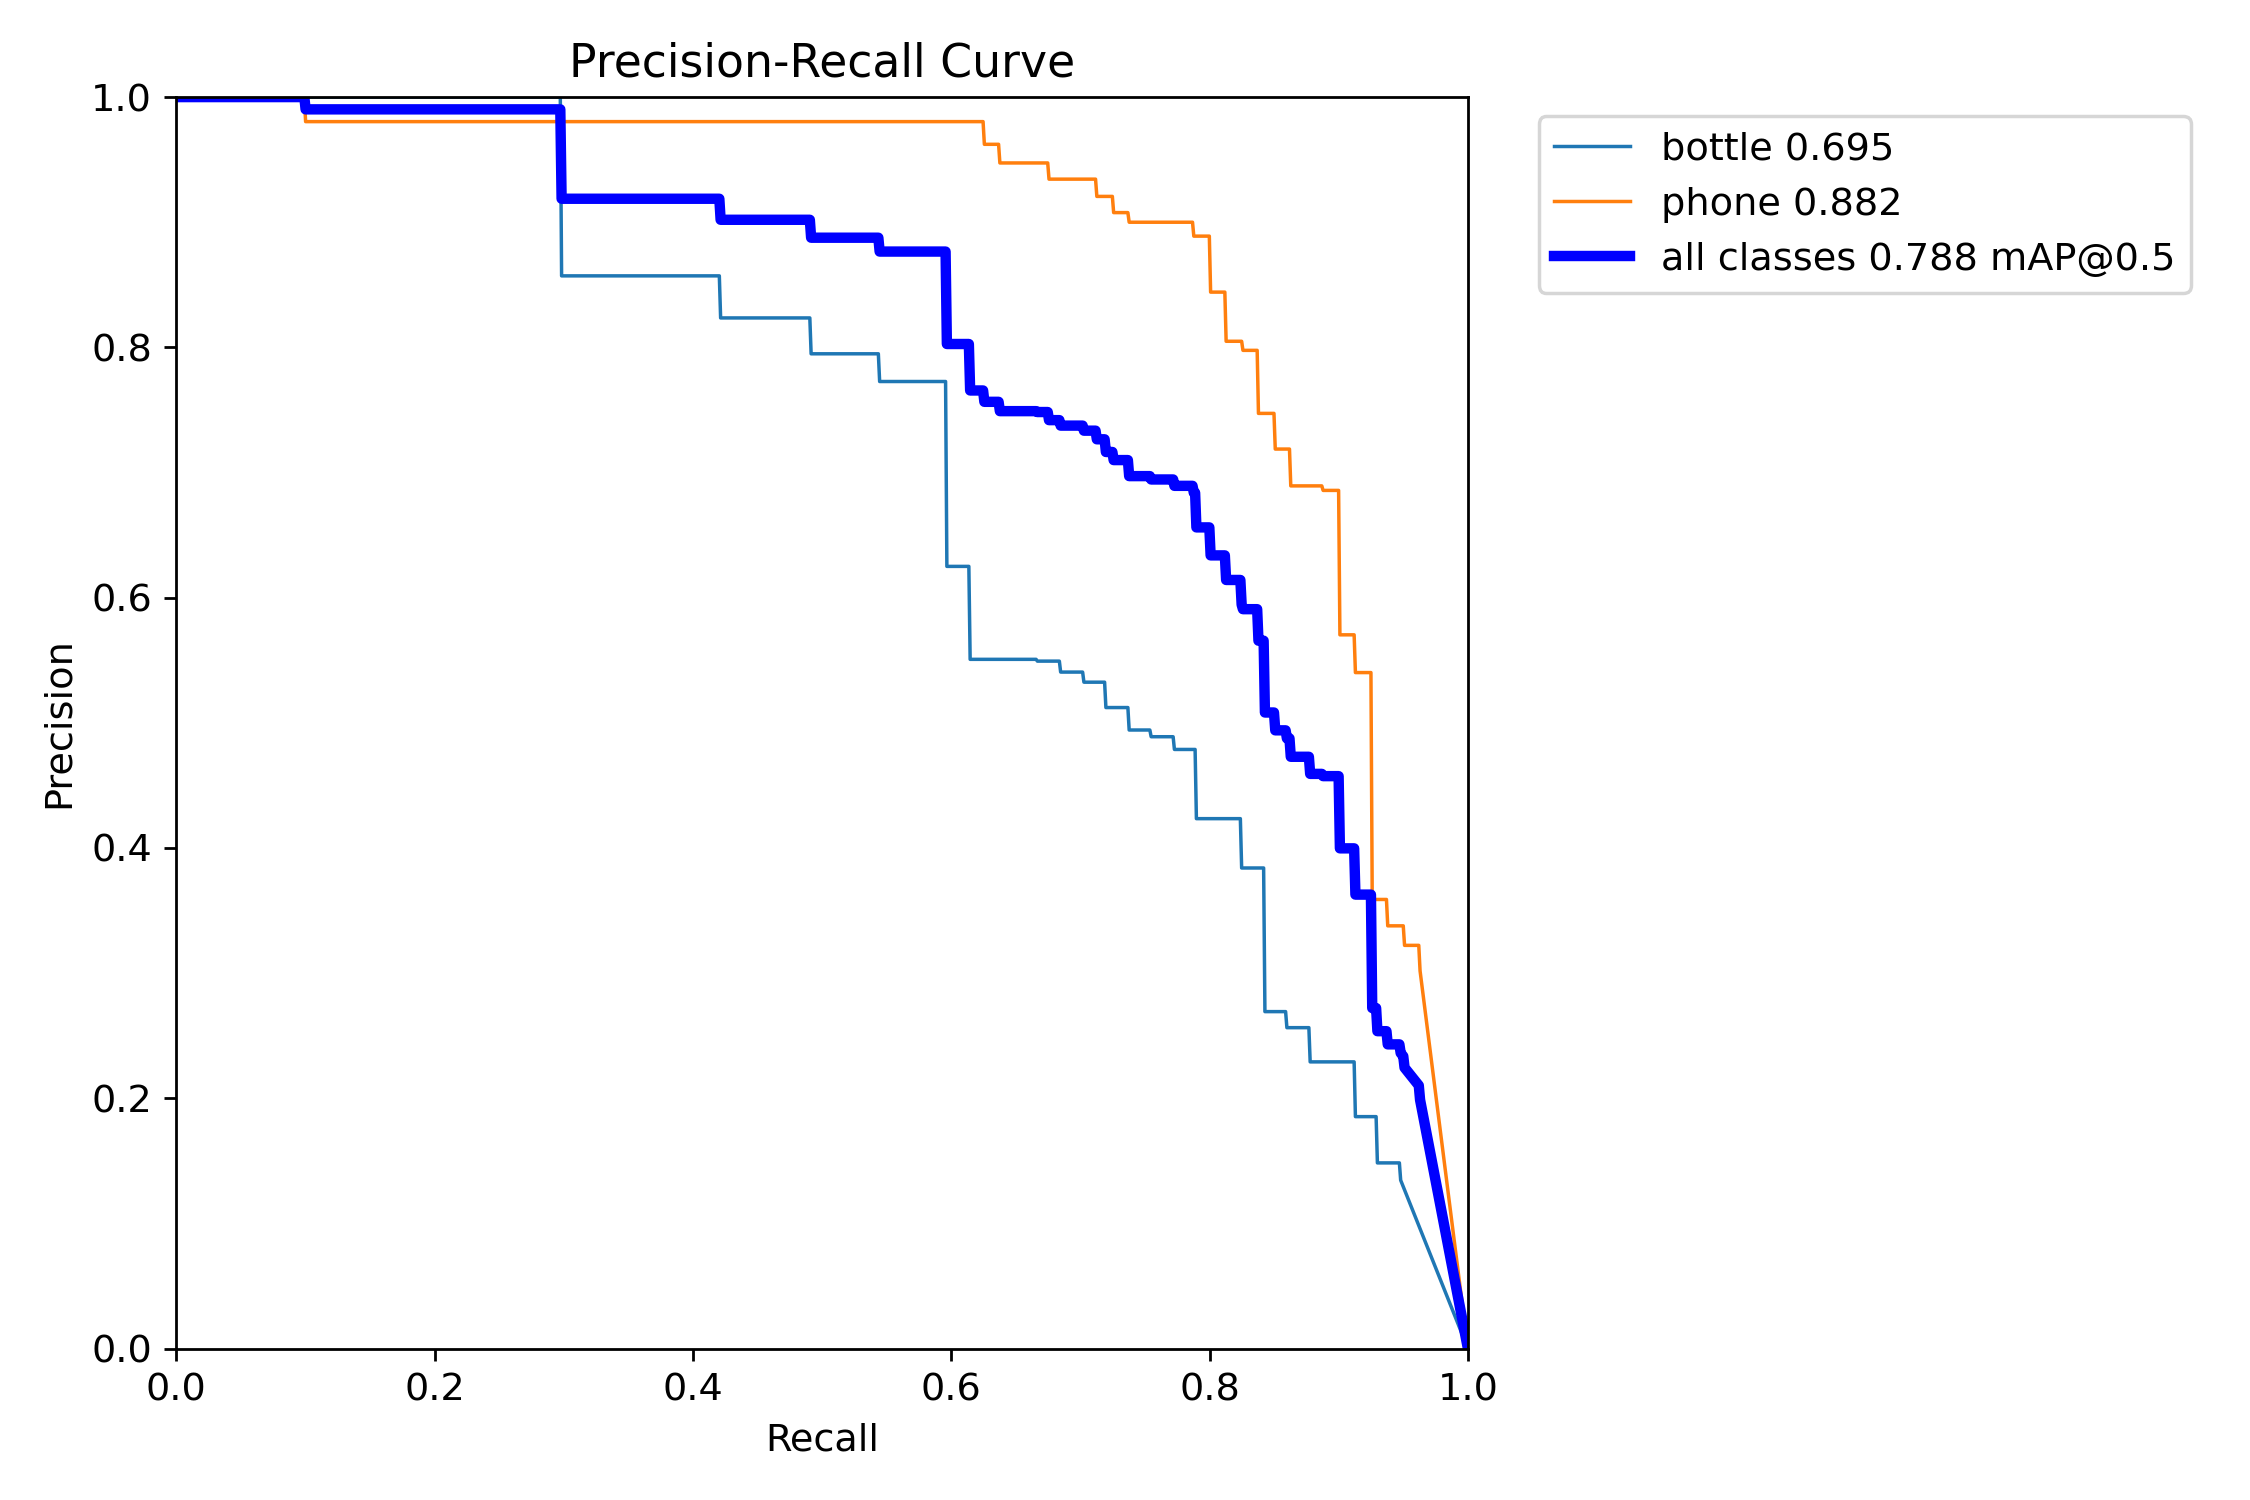 Precision-Recall Curve
1.0
0.8
0.6
0.4
0.2
0.0
Precision
0.0 0.2 0.4 0.6 0.8 1.0
Recall
bottle 0.695
phone 0.882
all classes 0.788 mAP@0.5